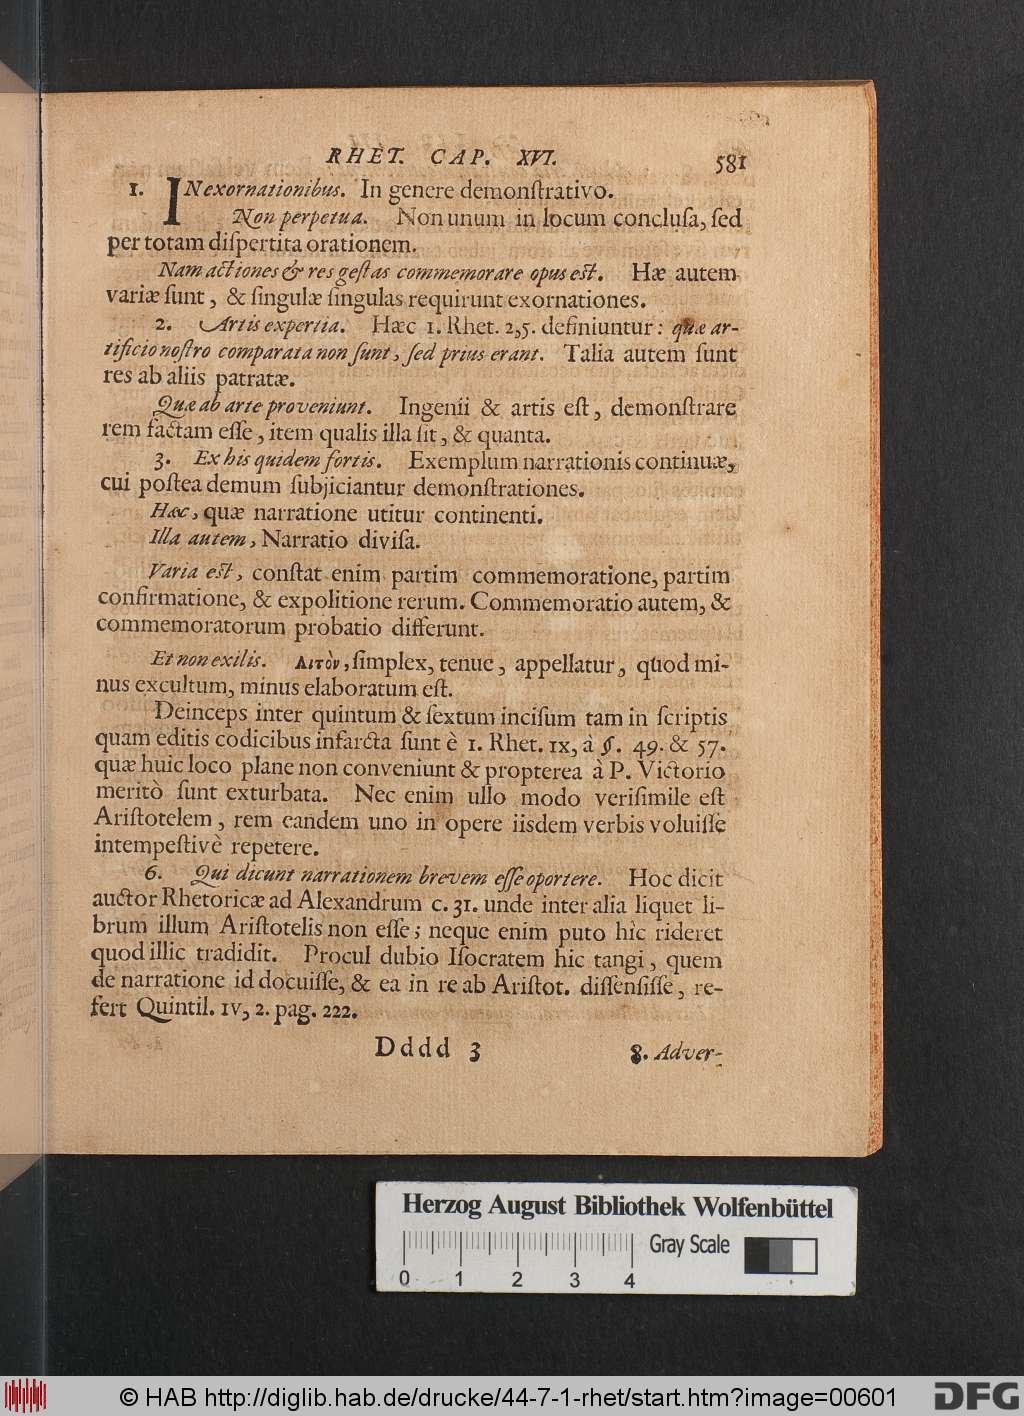 RHET. CAP. XVI. 581
1. INexornationibus. In genere demonſtrativo.
Non perpetua. Non unum in locum concluſa, ſed
per totam diſpertita orationem.
Nam actiones & res geſtas commemorare opus eſt. Hæ autem
variæ ſunt, & ſingulæ ſingulas requirunt exornationes.
2. Artis expertia. Hæc 1. Rhet. 2,5. definiuntur: quæ ar-
tificio noſtro comparata non ſunt, ſed prius erant. Talia autem ſunt
res ab aliis patratæ.
Quæ ab arte proveniunt. Ingenii & artis eſt, demonſtrare
rem factam eſſe, item qualis illa ſit, & quanta.
3. Ex his quidem fortis. Exemplum narrationis continuæ,
cui poſtea demum ſubjiciantur demonſtrationes.
Hæc, quæ narratione utitur continenti.
Illa autem, Narratio diviſa.
Varia eſt, conſtat enim partim commemoratione, partim
confirmatione, & expolitione rerum. Commemoratio autem, &
commemoratorum probatio differunt.
Et non exilis. Λιτὸν, ſimplex, tenue, appellatur, quod mi-
nus excultum, minus elaboratum eſt.
Deinceps inter quintum & ſextum inciſum tam in ſcriptis
quam editis codicibus infarcta ſunt è 1. Rhet. IX, à §. 49. & 57.
quæ huic loco plane non conveniunt & propterea à P. Victorio
meritò ſunt exturbata. Nec enim ullo modo veriſimile eſt
Ariſtotelem, rem eandem uno in opere iisdem verbis voluiſſe
intempeſtivè repetere.
6. Qui dicunt narrationem brevem eſſe oportere. Hoc dicit
auctor Rhetoricæ ad Alexandrum c. 31. unde inter alia liquet li-
brum illum Ariſtotelis non eſſe; neque enim puto hic rideret
quod illic tradidit. Procul dubio Iſocratem hic tangi, quem
de narratione id docuiſſe, & ea in re ab Ariſtot. diſſenſiſſe, re-
fert Quintil. IV, 2. pag. 222.
Dddd 3 8. Adver-
Herzog August Bibliothek Wolfenbüttel
Gray Scale
0 1 2 3 4
© HAB http://diglib.hab.de/drucke/44-7-1-rhet/start.htm?image=00601
DFG